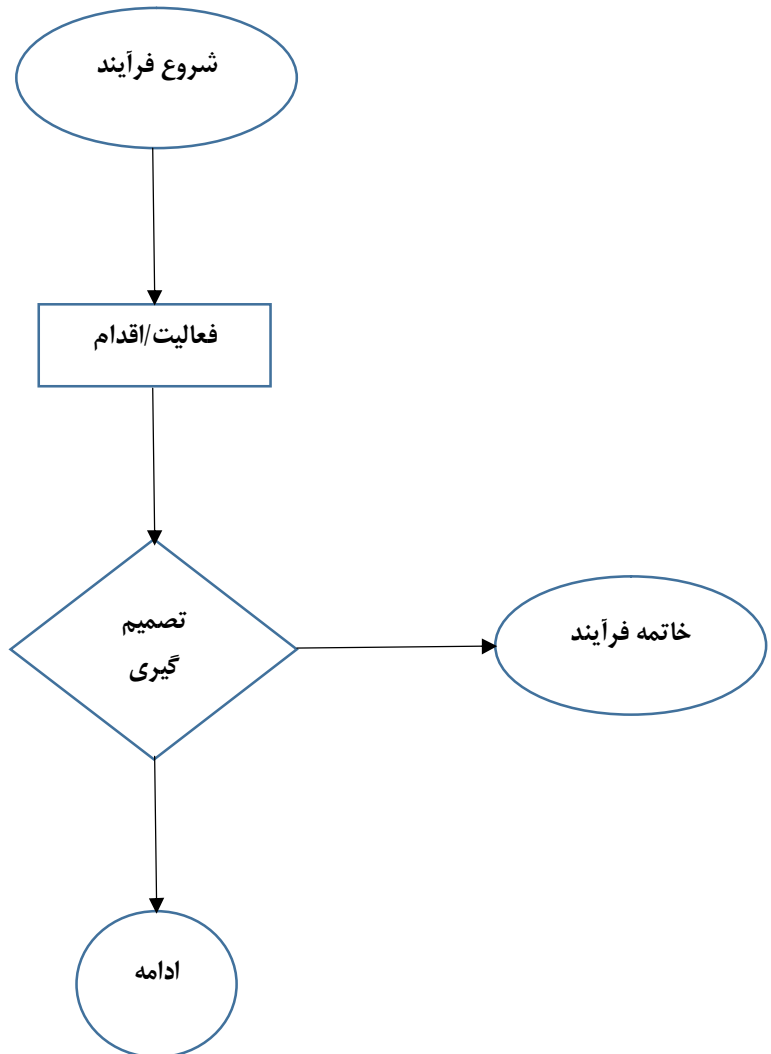 شروع فرآیند
فعالیت/اقدام
تصمیم
گیری
خاتمه فرآیند
ادامه